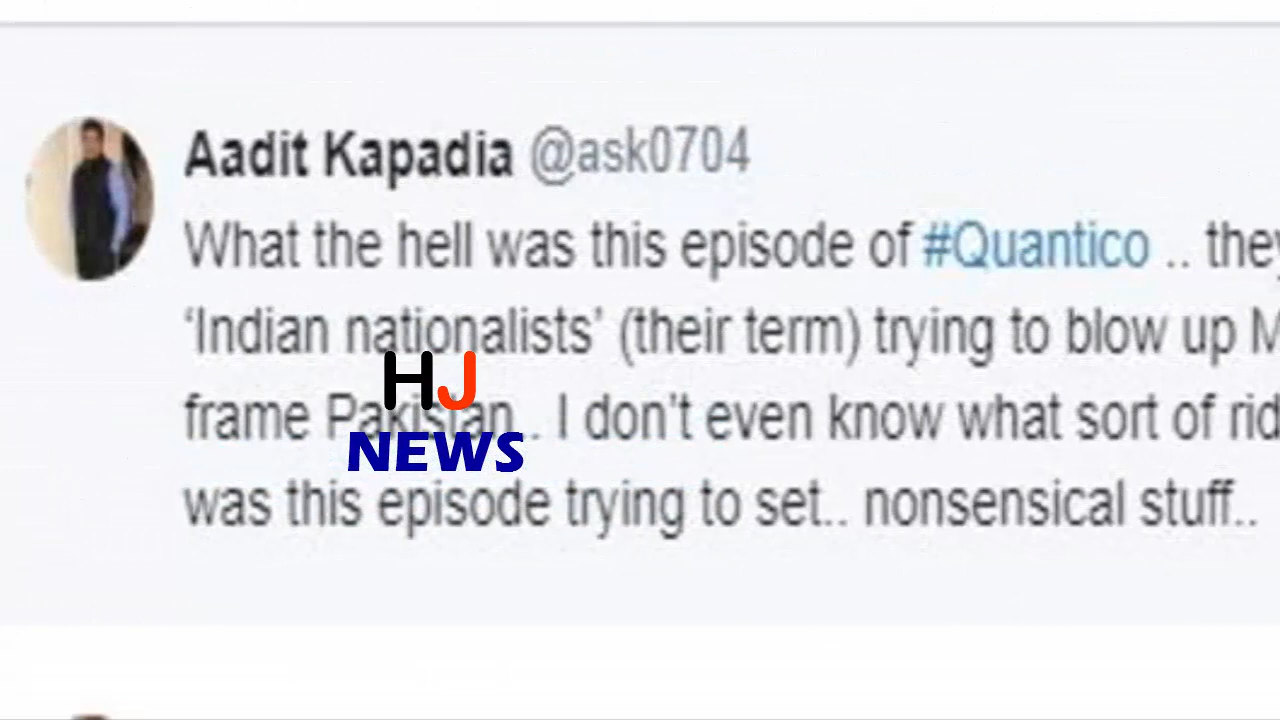 Aadit Kapadia @ask0704
What the hell was this episode of #Quantico .. they
‘Indian nationalists’ (their term) trying to blow up M
frame Pakistan.. I don't even know what sort of rid
was this episode trying to set.. nonsensical stuff..
HJ
NEWS